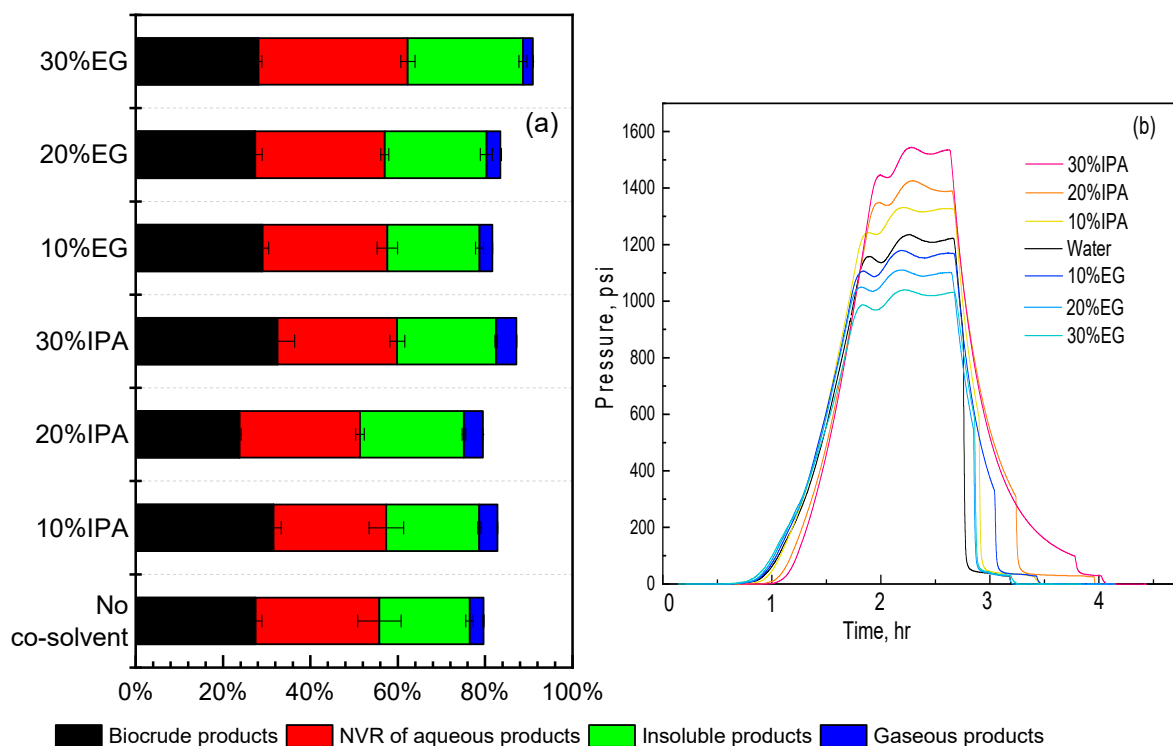 30%EG
20%EG
10%EG
30%IPA
20%IPA
10%IPA
No
co-solvent
0% 20% 40% 60% 80% 100%
(a)
Biocrude products NVR of aqueous products Insoluble products Gaseous products
(b)
1600
1400
1200
1000
800
600
400
200
0
Pressure, psi
0 1 2 3 4
Time, hr
30%IPA
20%IPA
10%IPA
Water
10%EG
20%EG
30%EG